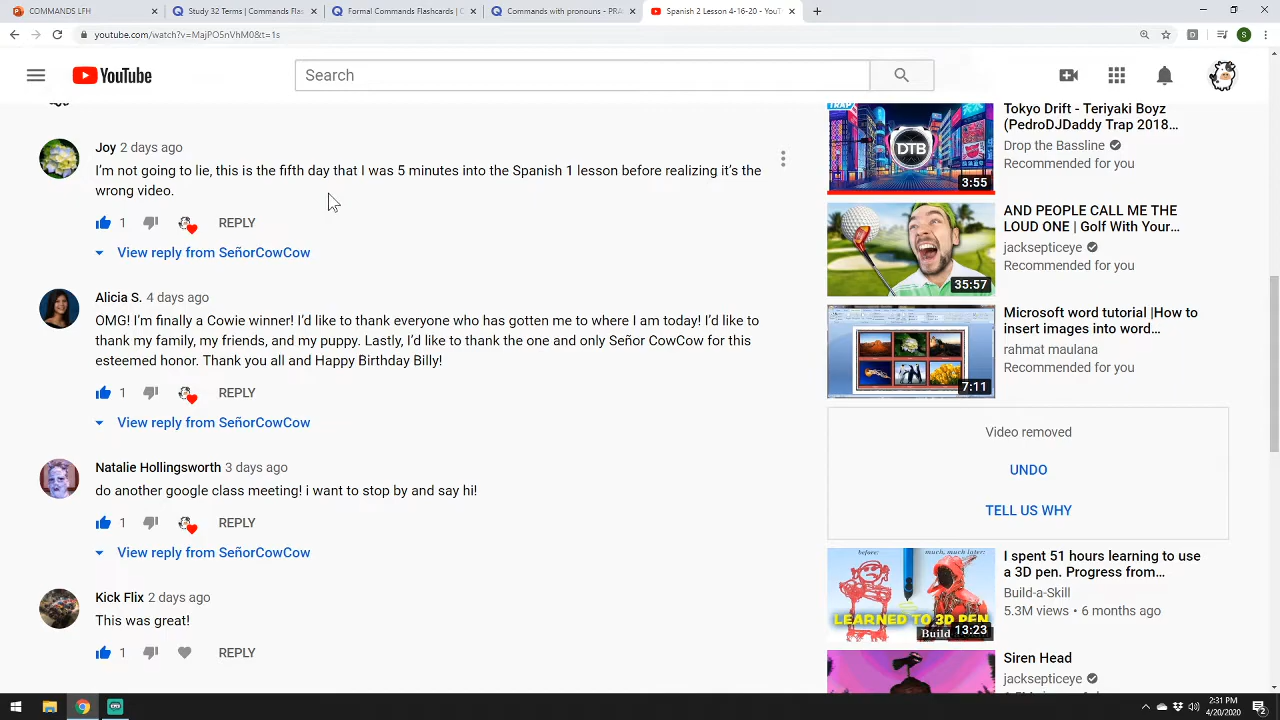 COMMANDS LFH
Study 32 Terms | Commands Flas
Formal Commands Flashcards | C
Commands with pronouns - PRA
Spanish 2 Lesson 4-16-20 - YouT
youtube.com/watch?v=MajPO5nVhM0&t=1s
YouTube
Search
Joy 2 days ago
I'm not going to lie, this is the fifth day that I was 5 minutes into the Spanish 1 lesson before realizing it's the
wrong video.
1 REPLY
View reply from SeñorCowCow
Alicia S. 4 days ago
OMG!! I'm a Golden Cow winner! I'd like to thank everyone who has gotten me to where I am today! I'd like to
thank my family, my friends, and my puppy. Lastly, I'd like to thank the one and only Señor CowCow for this
esteemed honor. Thank you all and Happy Birthday Billy!
1 REPLY
View reply from SeñorCowCow
Natalie Hollingsworth 3 days ago
do another google class meeting! i want to stop by and say hi!
1 REPLY
View reply from SeñorCowCow
Kick Flix 2 days ago
This was great!
1 REPLY
TRAP
DTB
3:55
Tokyo Drift - Teriyaki Boyz
(PedroDJDaddy Trap 2018...
Drop the Bassline
Recommended for you
35:57
AND PEOPLE CALL ME THE
LOUD ONE | Golf With Your...
jacksepticeye
Recommended for you
7:11
Microsoft word tutorial |How to
insert images into word...
rahmat maulana
Recommended for you
Video removed
UNDO
TELL US WHY
before: much, much later:
LEARNED TO 3D PEN
Build 13:23
I spent 51 hours learning to use
a 3D pen. Progress from...
Build-a-Skill
5.3M views • 6 months ago
Siren Head
jacksepticeye
2:31 PM
4/20/2020